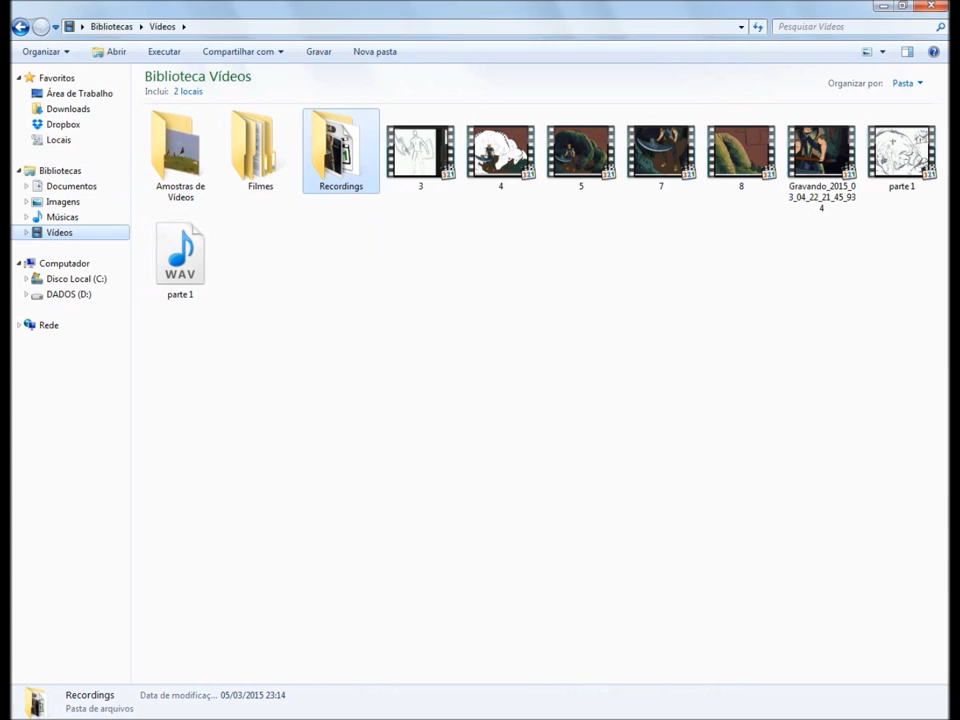 Bibliotecas Vídeos
Pesquisar Vídeos
Organizar Abrir Executar Compartilhar com Gravar Nova pasta
Favoritos
Área de Trabalho
Downloads
Dropbox
Locais
Bibliotecas
Documentos
Imagens
Músicas
Vídeos
Computador
Disco Local (C:)
DADOS (D:)
Rede
Biblioteca Vídeos
Inclui: 2 locais
Organizar por: Pasta
Amostras de
Vídeos
Filmes
Recordings
3
4
5
7
8
Gravando_2015_0
3_04_22_21_45_93
4
parte 1
WAV
parte 1
Recordings Data de modificaç... 05/03/2015 23:14
Pasta de arquivos